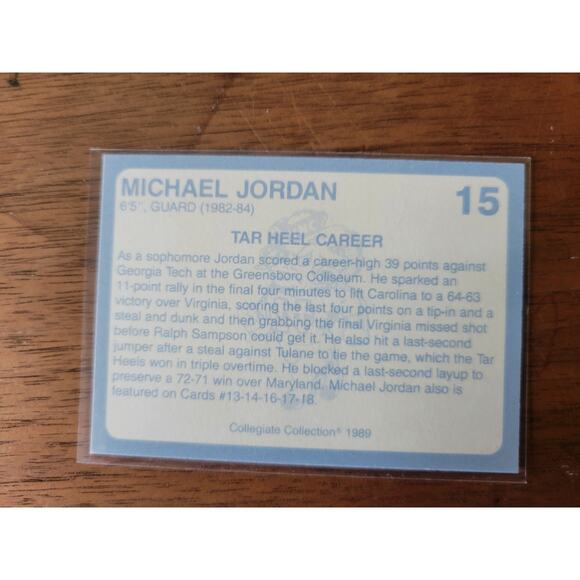 MICHAEL JORDAN 15
6'5", GUARD (1982-84)
TAR HEEL CAREER
As a sophomore Jordan scored a career-high 39 points against
Georgia Tech at the Greensboro Coliseum. He sparked an
11-point rally in the final four minutes to lift Carolina to a 64-63
victory over Virginia, scoring the last four points on a tip-in and a
steal and dunk and then grabbing the final Virginia missed shot
before Ralph Sampson could get it. He also hit a last-second
jumper after a steal against Tulane to tie the game, which the Tar
Heels won in triple overtime. He blocked a last-second layup to
preserve a 72-71 win over Maryland. Michael Jordan also is
featured on Cards #13-14-16-17-18.
Collegiate Collection® 1989